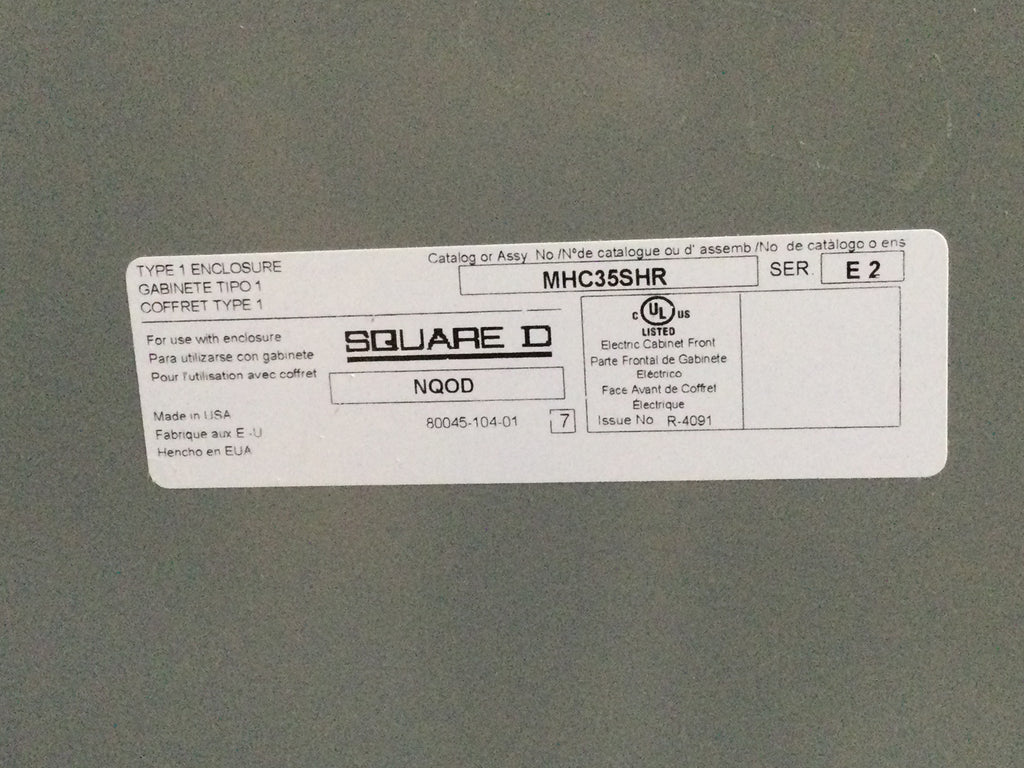 TYPE 1 ENCLOSURE
GABINETE TIPO 1
COFFRET TYPE 1
Catalog or Assy No /Nºde catalogue ou d' assemb /No de catálogo o ens
MHC35SHR
SER. E 2
For use with enclosure
Para utilizarse con gabinete
Pour l'utilisation avec coffret
SQUARE D
NQOD
Made in USA
Fabrique aux E -U
Hencho en EUA
80045-104-01
7
C UL US
LISTED
Electric Cabinet Front
Parte Frontal de Gabinete
Eléctrico
Face Avant de Coffret
Électrique
Issue No R-4091